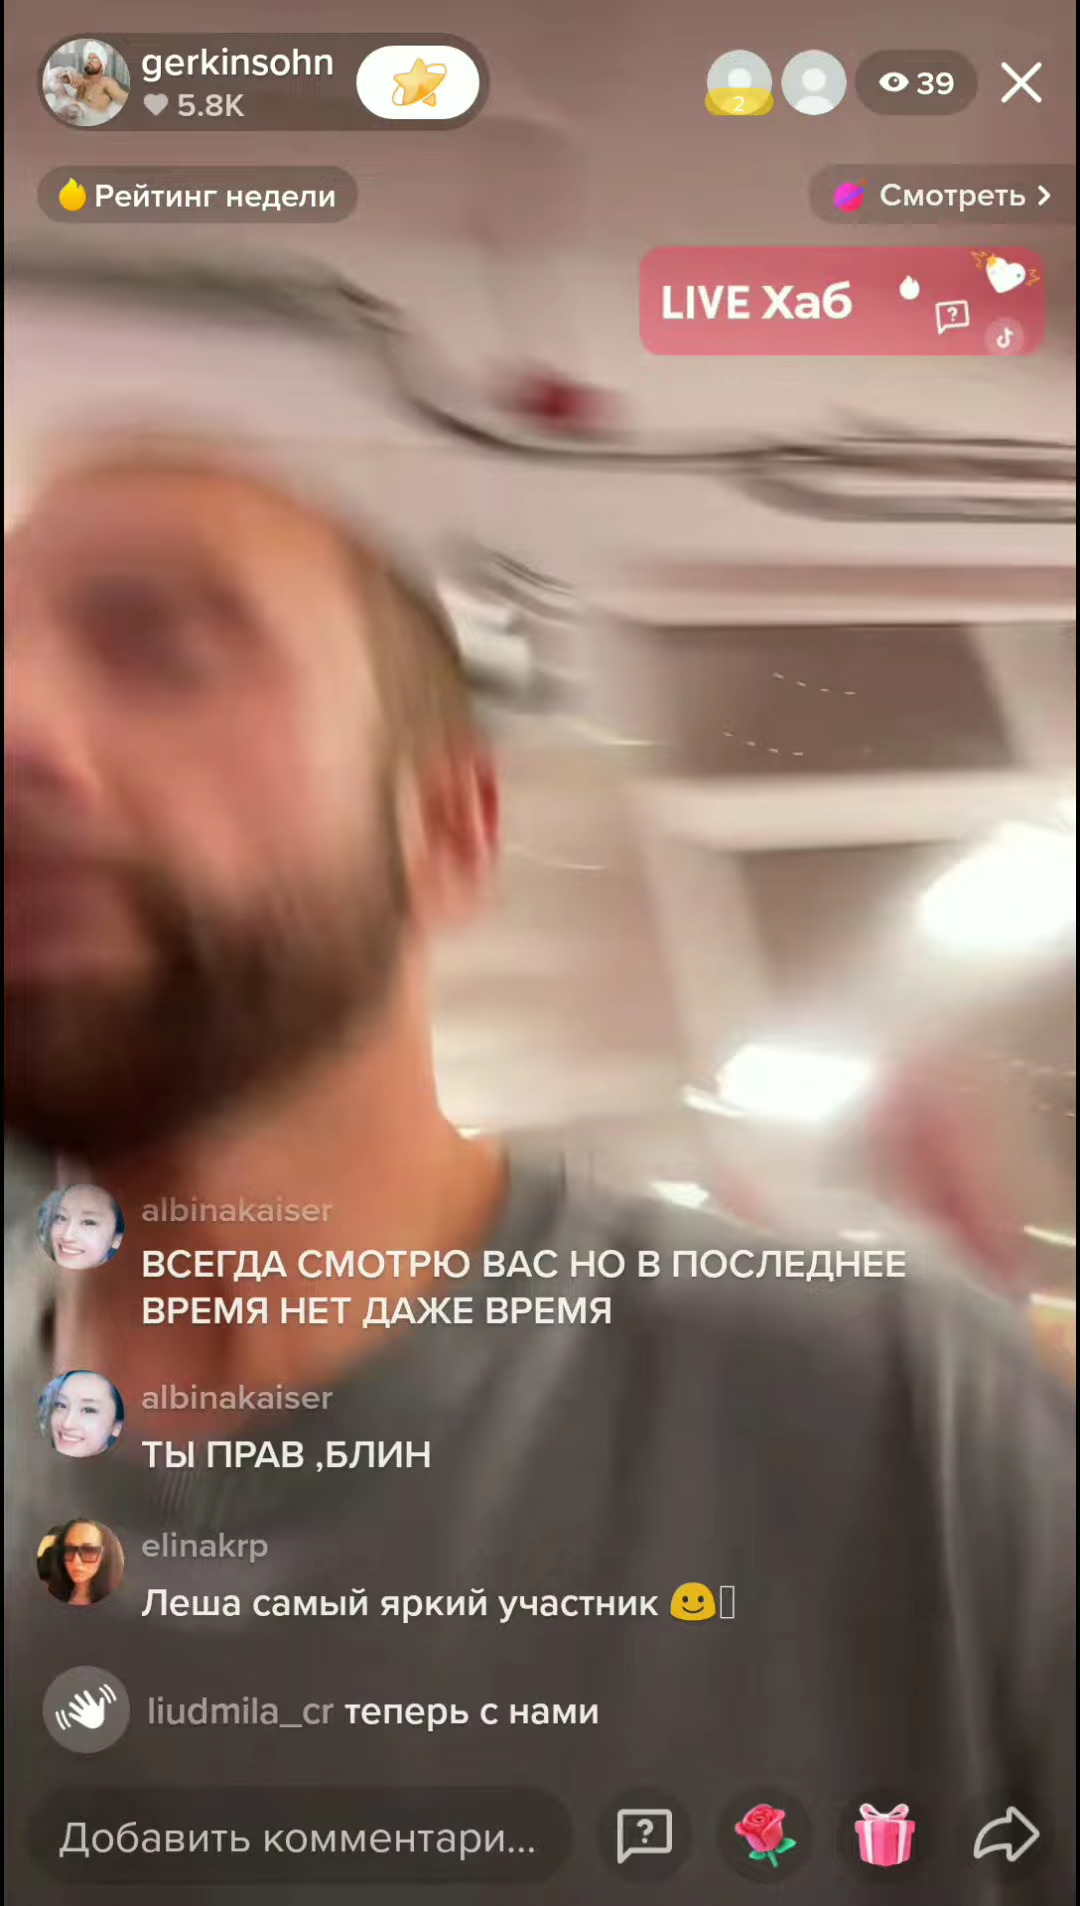 gerkinsohn
5.8K
2
39
Рейтинг недели
Смотреть
LIVE Хаб
albinakaiser
ВСЕГДА СМОТРЮ ВАС НО В ПОСЛЕДНЕЕ
ВРЕМЯ НЕТ ДАЖЕ ВРЕМЯ
albinakaiser
ТЫ ПРАВ ,БЛИН
elinakrp
Леша самый яркий участник 🙂
liudmila_cr теперь с нами
Добавить комментари...